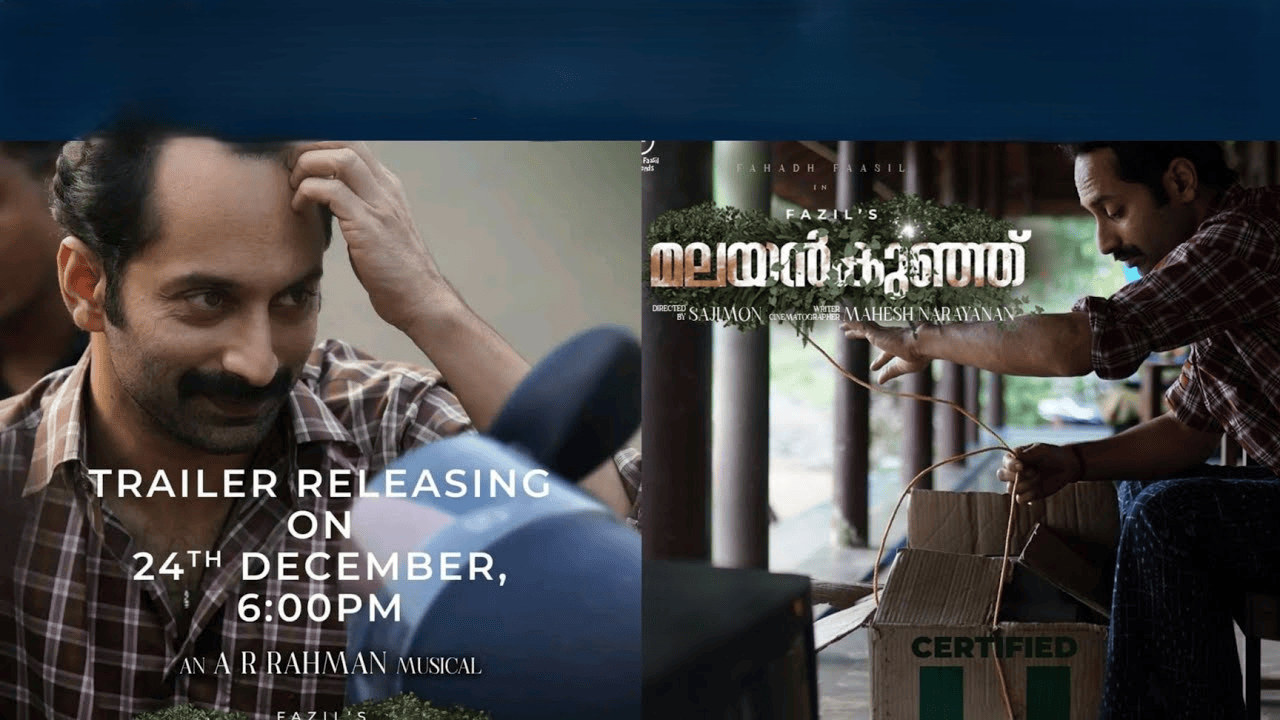 TRAILER RELEASING
ON
24TH DECEMBER,
6:00PM
AN A R RAHMAN MUSICAL
FAZIL'S
FAHADH FAASIL
IN
FAZIL'S
മലയൻകുഞ്ഞ്
DIRECTED BY SAJIMON WRITER CINEMATOGRAPHER MAHESH NARAYANAN
CERTIFIED